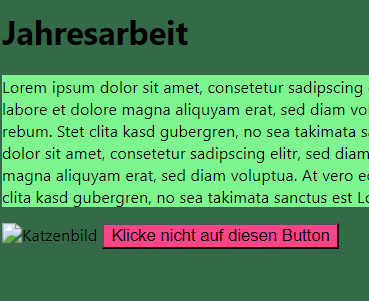 Jahresarbeit
Lorem ipsum dolor sit amet, consetetur sadipscing
labore et dolore magna aliquyam erat, sed diam vo
rebum. Stet clita kasd gubergren, no sea takimata sa
dolor sit amet, consetetur sadipscing elitr, sed diam
magna aliquyam erat, sed diam voluptua. At vero e
clita kasd gubergren, no sea takimata sanctus est Lo
Katzenbild Klicke nicht auf diesen Button